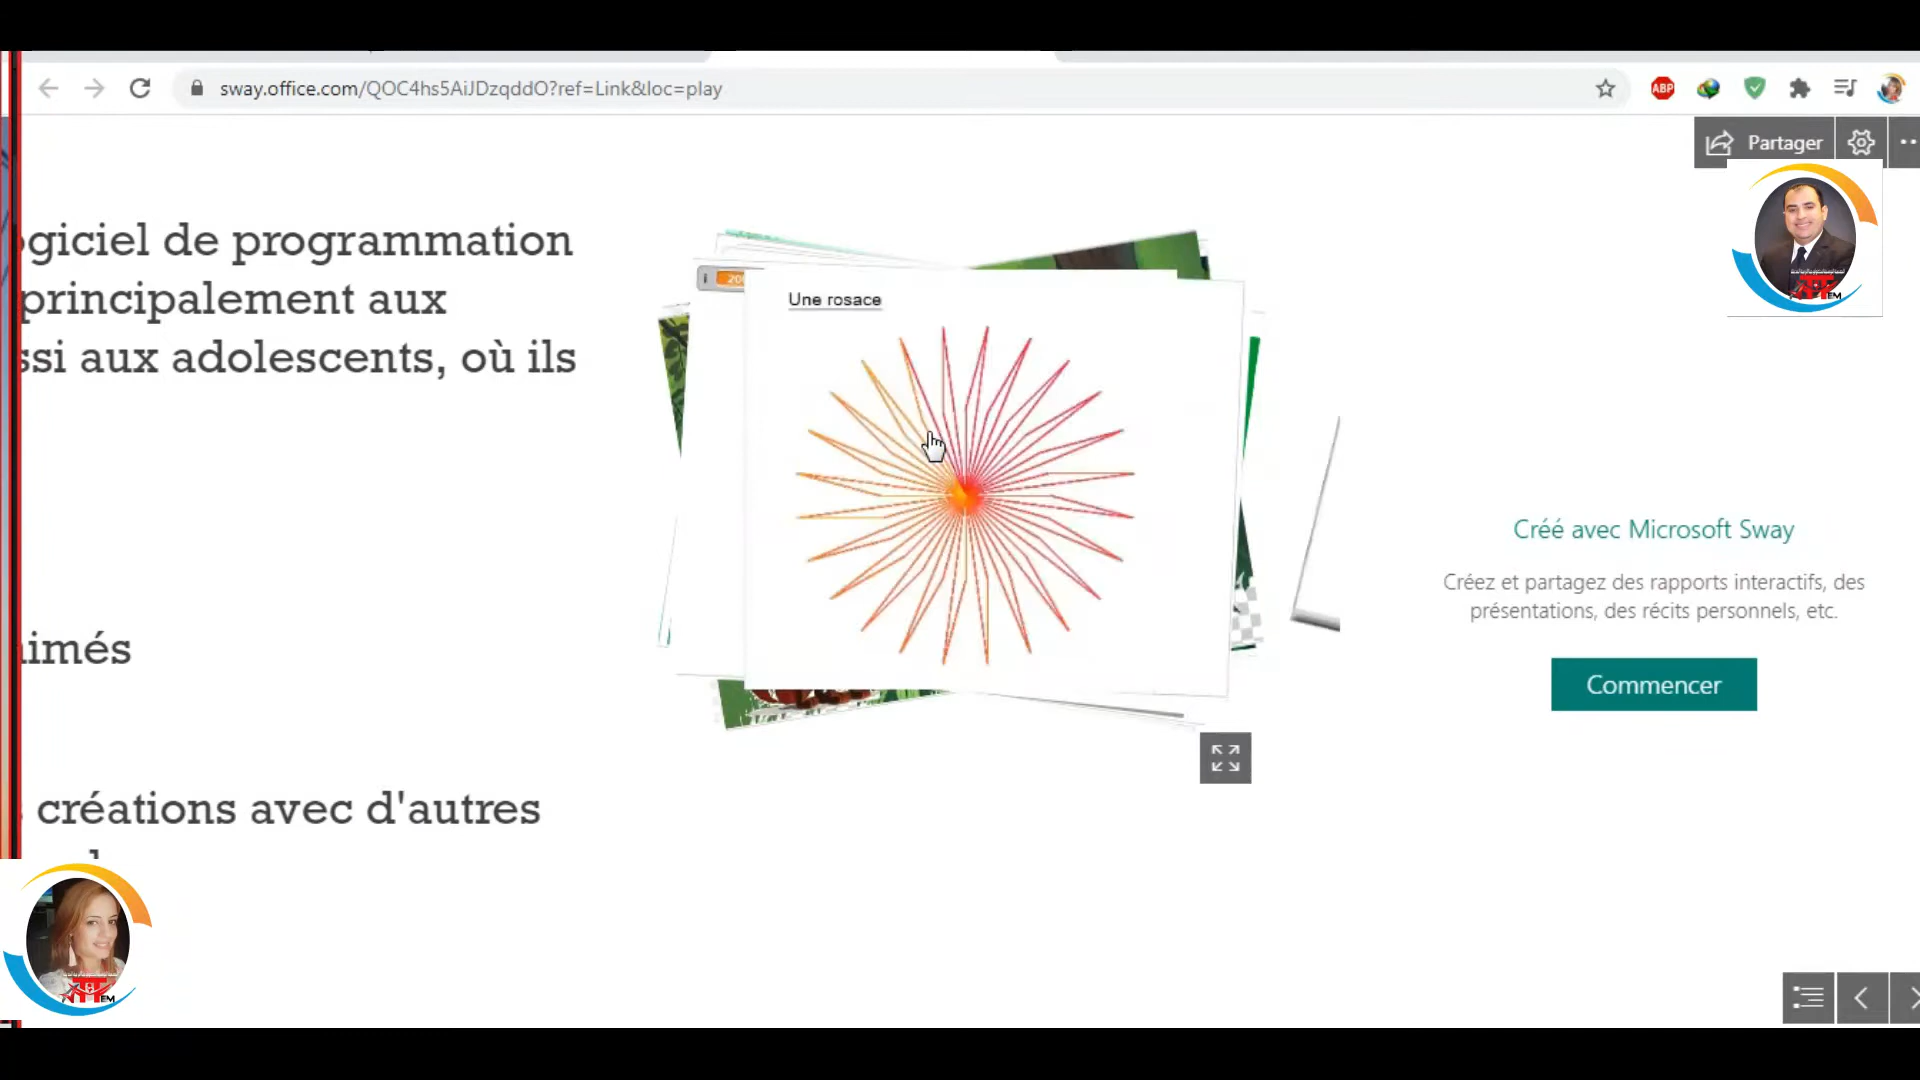 sway.office.com/QOC4hs5AiJDzqddO?ref=Link&loc=play
ABP
Partager
ogiciel de programmation
principalement aux
ssi aux adolescents, où ils
imés
créations avec d'autres
Une rosace
Créé avec Microsoft Sway
Créez et partagez des rapports interactifs, des
présentations, des récits personnels, etc.
Commencer